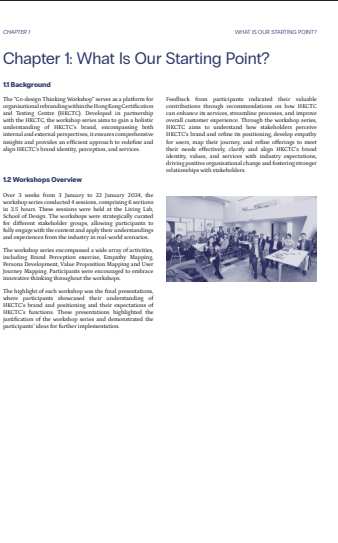 CHAPTER 1
WHAT IS OUR STARTING POINT?
Chapter 1: What Is Our Starting Point?
1.1 Background
The "Co-design Thinking Workshop" serves as a platform for
organisational rebranding within the Hong Kong Certification
and Testing Centre (HKCTC). Developed in partnership
with the HKCTC, the workshop series aims to gain a holistic
understanding of HKCTC's brand, encompassing both
internal and external perspectives, it ensures comprehensive
insights and provides an efficient approach to redefine and
align HKCTC's brand identity, perception, and services.
Feedback from participants indicated their valuable
contributions through recommendations on how HKCTC
can enhance its services, streamline processes, and improve
overall customer experience. Through the workshop series,
HKCTC aims to understand how stakeholders perceive
HKCTC's brand and refine its positioning, develop empathy
for users, map their journey, and refine offerings to meet
their needs effectively, clarify and align HKCTC's brand
identity, values, and services with industry expectations,
driving positive organisational change and fostering stronger
relationships with stakeholders.
1.2 Workshops Overview
Over 3 weeks from 3 January to 22 January 2024, the
workshop series conducted 4 sessions, comprising 6 sections
in 3.5 hours. These sessions were held at the Living Lab,
School of Design. The workshops were strategically curated
for different stakeholder groups, allowing participants to
fully engage with the content and apply their understandings
and experiences from the industry in real-world scenarios.
The workshop series encompassed a wide array of activities,
including Brand Perception exercise, Empathy Mapping,
Persona Development, Value Proposition Mapping and User
Journey Mapping. Participants were encouraged to embrace
innovative thinking throughout the workshops.
The highlight of each workshop was the final presentations,
where participants showcased their understanding of
HKCTC's brand and positioning and their expectations of
HKCTC's functions. These presentations highlighted the
justification of the workshop series and demonstrated the
participants' ideas for further implementation.